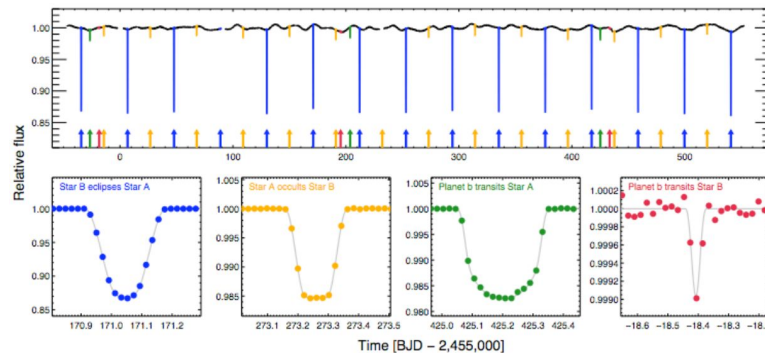 1.00
0.95
0.90
0.85
0 100 200 300 400 500
Relative flux
Star B eclipses Star A
1.00
0.95
0.90
0.85
170.9 171.0 171.1 171.2
Star A occults Star B
1.005
1.000
0.995
0.990
0.985
273.1 273.2 273.3 273.4 273.5
Planet b transits Star A
1.005
1.000
0.995
0.990
0.985
0.980
425.0 425.1 425.2 425.3 425.4
Planet b transits Star B
1.0002
1.0000
0.9998
0.9996
0.9994
0.9992
0.9990
-18.6 -18.5 -18.4 -18.3 -18.2
Time [BJD − 2,455,000]